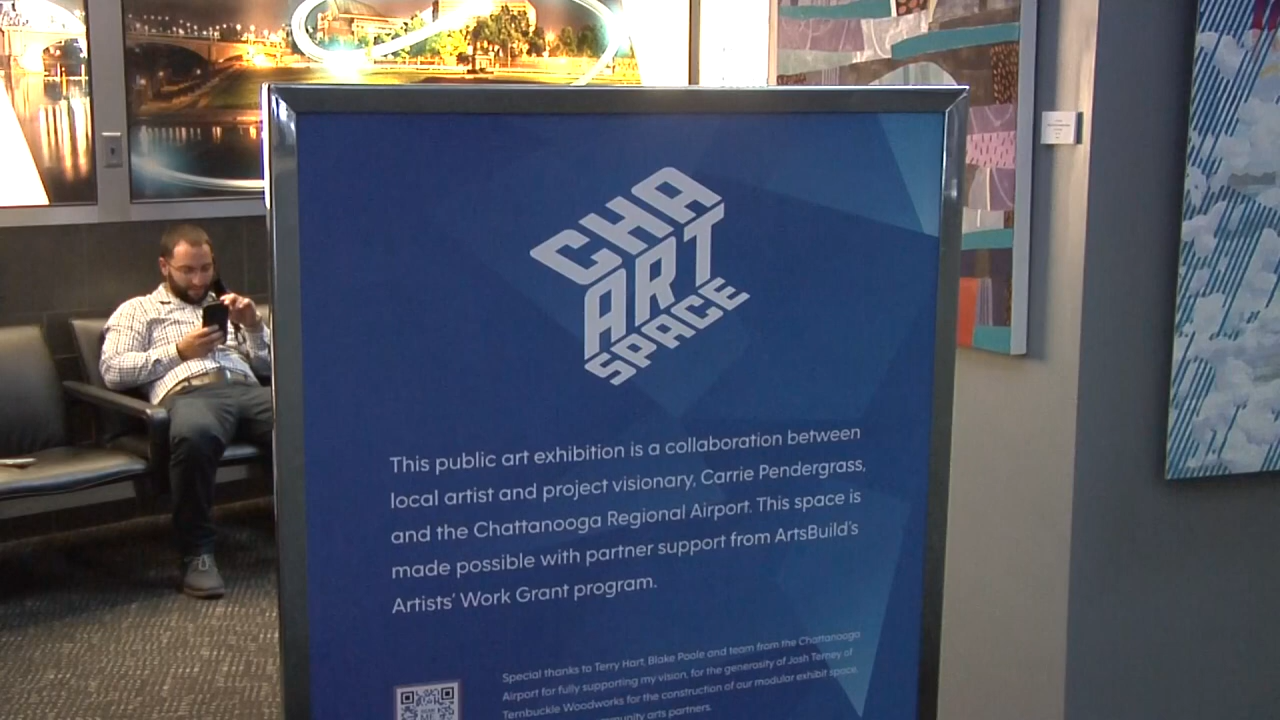 CHA
ART
SPACE
This public art exhibition is a collaboration between
local artist and project visionary, Carrie Pendergrass,
and the Chattanooga Regional Airport. This space is
made possible with partner support from ArtsBuild's
Artists' Work Grant program.
Special thanks to Terry Hart, Blake Poole and team from the Chattanooga
Airport for fully supporting my vision, for the generosity of Josh Terney of
Ternbuckle Woodworks for the construction of our modular exhibit space,
arts partners.